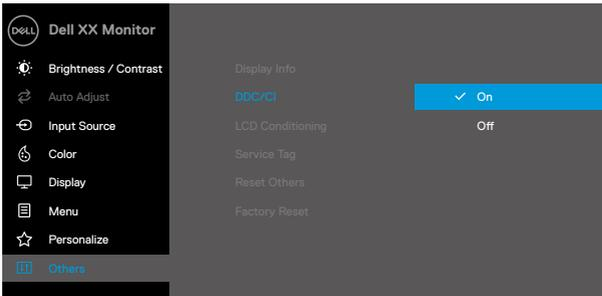 DELL
Dell XX Monitor
Brightness / Contrast
Auto Adjust
Input Source
Color
Display
Menu
Personalize
Others
Display Info
DDC/CI
LCD Conditioning
Service Tag
Reset Others
Factory Reset
On
Off